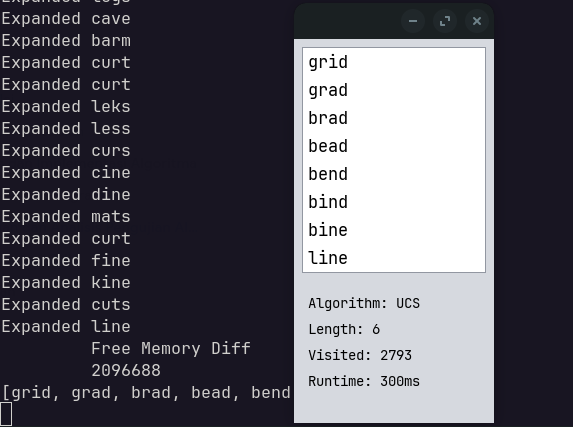 Expanded cave
Expanded barm
Expanded curt
Expanded curt
Expanded leks
Expanded less
Expanded curs
Expanded cine
Expanded dine
Expanded mats
Expanded curt
Expanded fine
Expanded kine
Expanded cuts
Expanded line
Free Memory Diff
2096688
[grid, grad, brad, bead, bend
grid
grad
brad
bead
bend
bind
bine
line
Algorithm: UCS
Length: 6
Visited: 2793
Runtime: 300ms